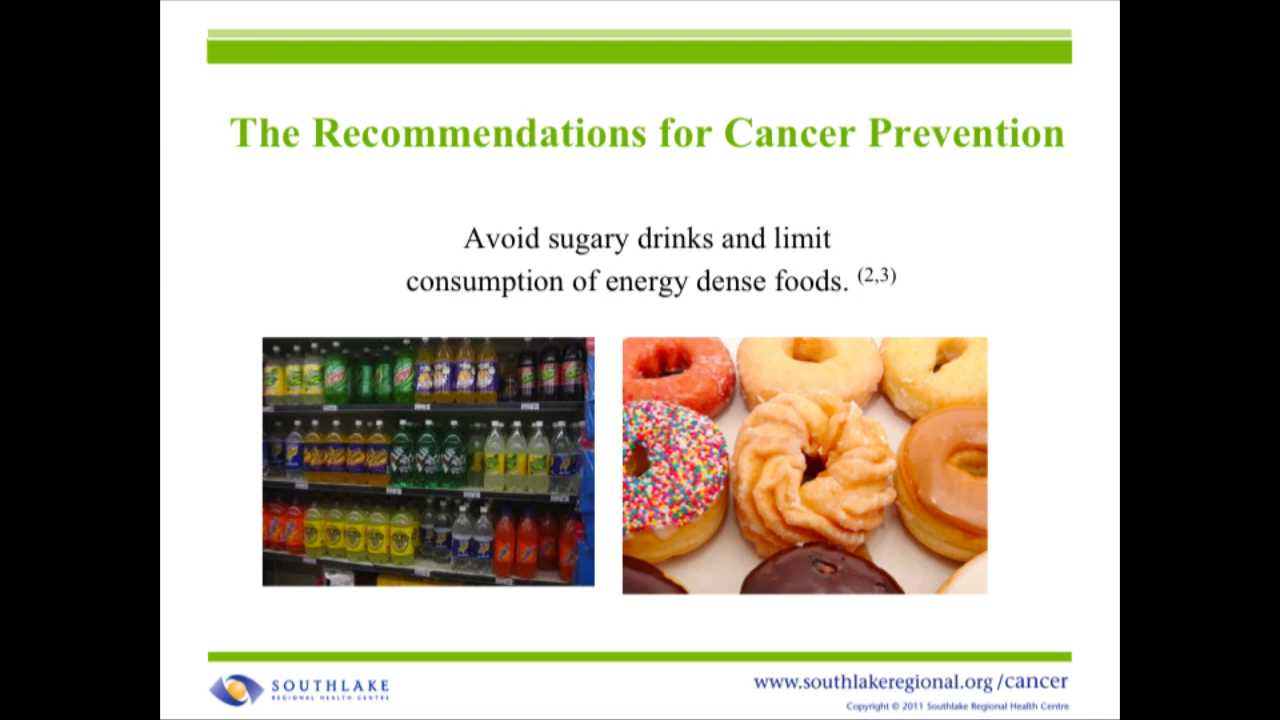 The Recommendations for Cancer Prevention
Avoid sugary drinks and limit
consumption of energy dense foods. (2,3)
SOUTHLAKE
REGIONAL HEALTH CENTRE
www.southlakeregional.org/cancer
Copyright © 2011 Southlake Regional Health Centre